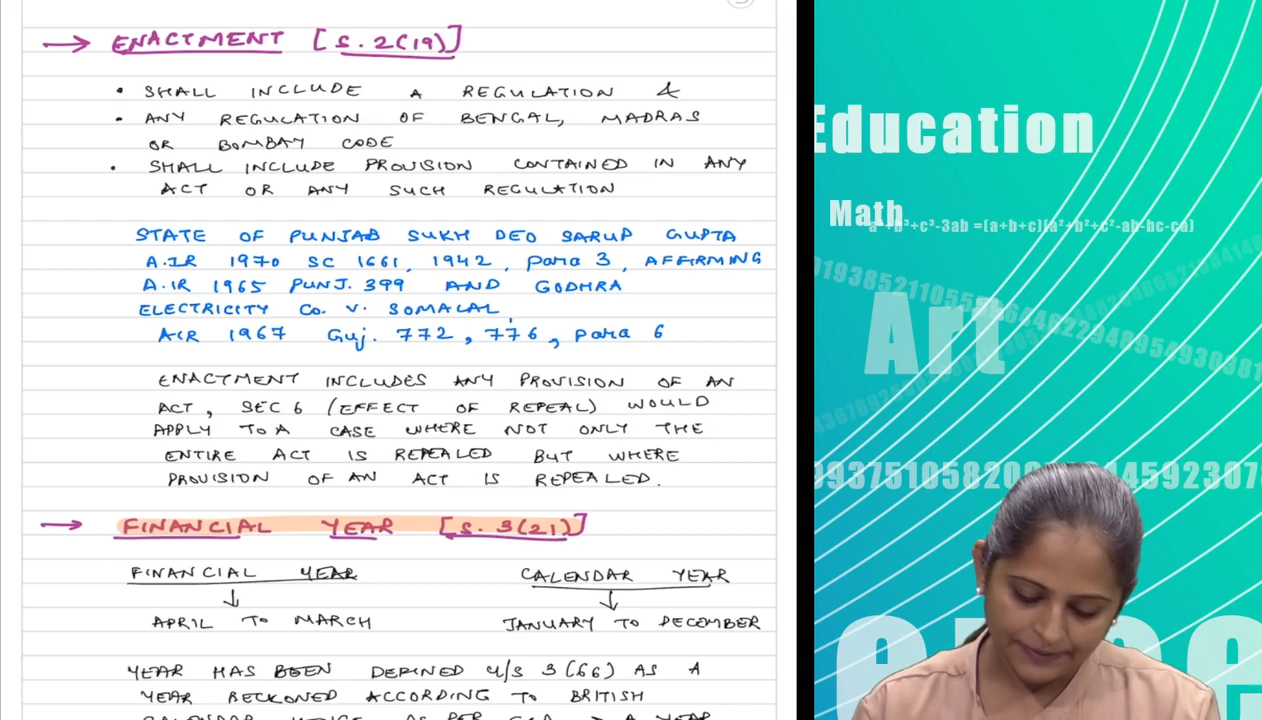 → ENACTMENT [S. 2(19)]
• SHALL INCLUDE A REGULATION &
• ANY REGULATION OF BENGAL, MADRAS
OR BOMBAY CODE
• SHALL INCLUDE PROVISION CONTAINED IN ANY
ACT OR ANY SUCH REGULATION
STATE OF PUNJAB SUKH DEO SARUP GUPTA
A.IR 1970 SC 1661, 1942, para 3, AFFIRMING
A.IR 1965 PUNJ. 399 AND GODHRA
ELECTRICITY Co. V. SOMALAL,
AIR 1967 Guj. 772, 776, para 6
ENACTMENT INCLUDES ANY PROVISION OF AN
ACT, SEC 6 (EFFECT OF REPEAL) WOULD
APPLY TO A CASE WHERE NOT ONLY THE
ENTIRE ACT IS REPEALED BUT WHERE
PROVISION OF AN ACT IS REPEALED.
→ FINANCIAL YEAR [S. 3(21)]
FINANCIAL YEAR CALENDAR YEAR
↓ ↓
APRIL TO MARCH JANUARY TO DECEMBER
YEAR HAS BEEN DEFINED U/S 3(66) AS A
YEAR RECKONED ACCORDING TO BRITISH
Education
Math
Art